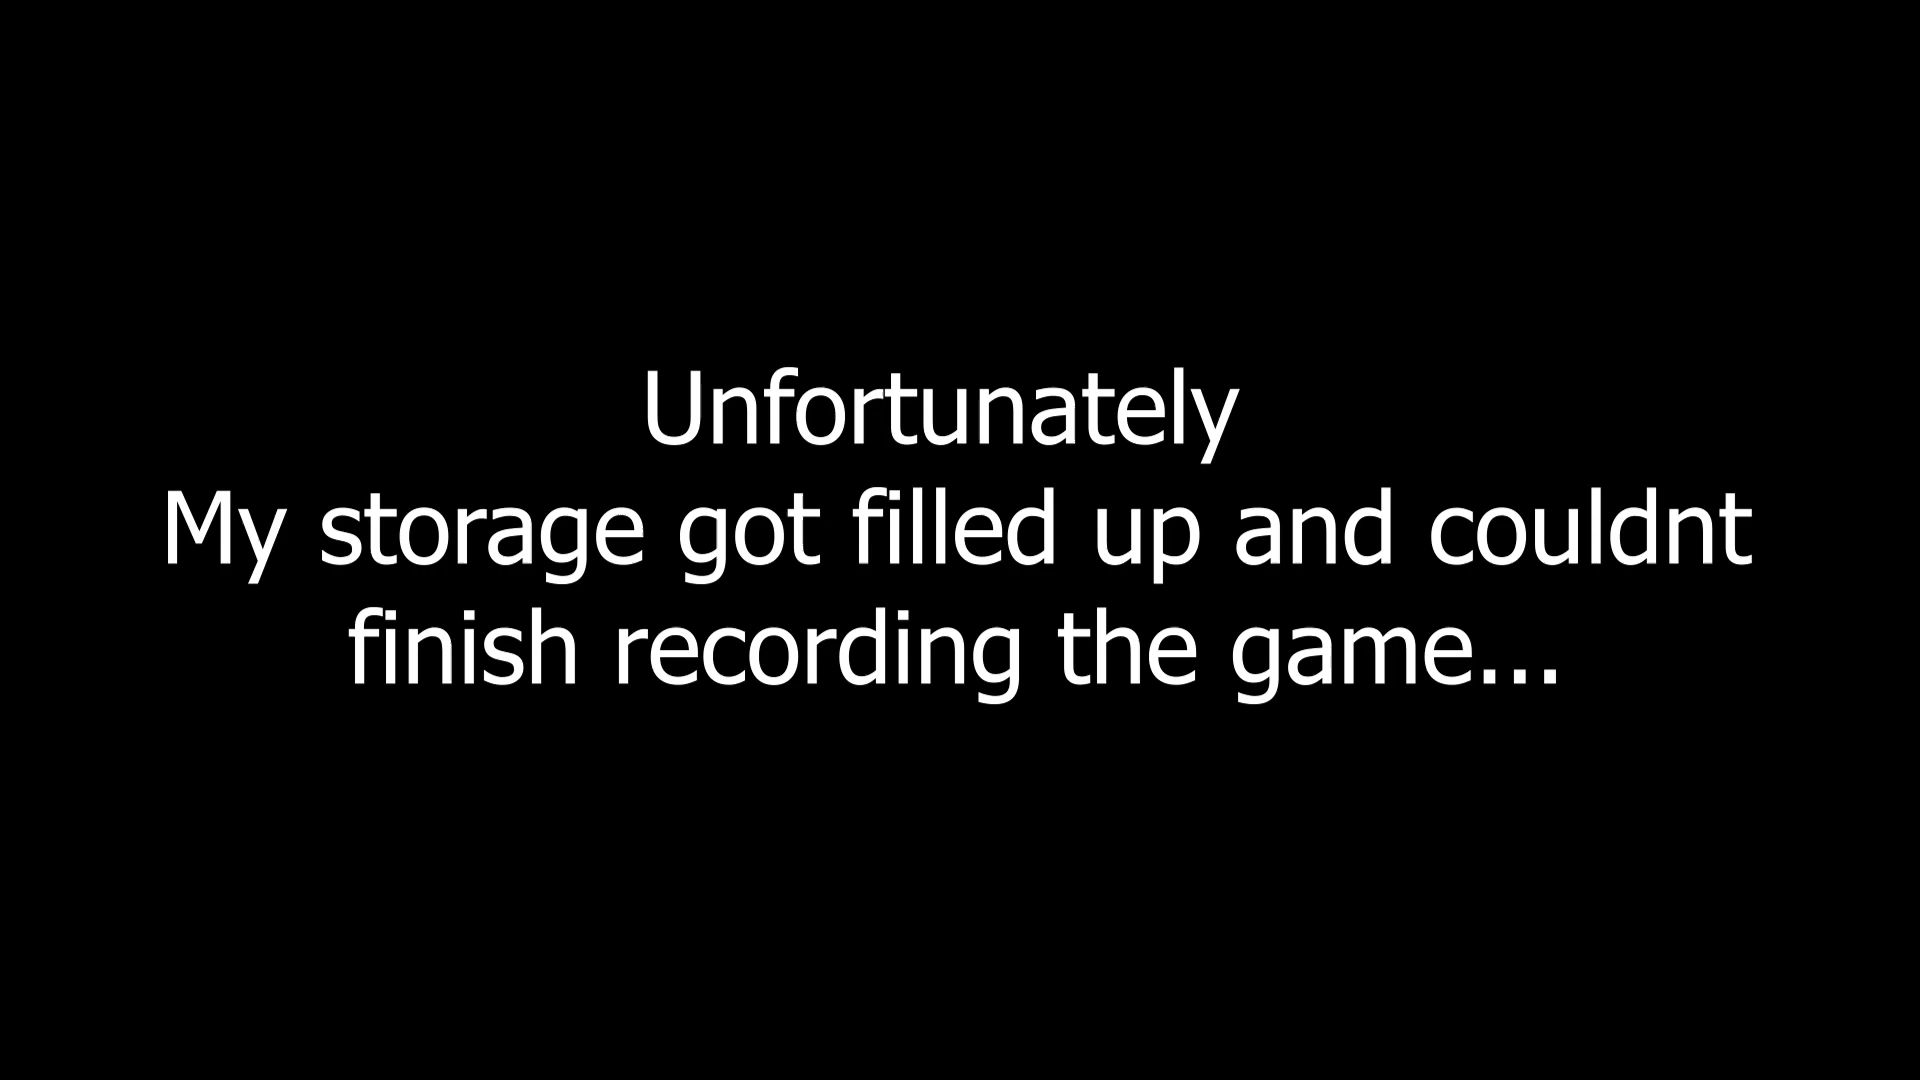 Unfortunately
My storage got filled up and couldnt
finish recording the game...